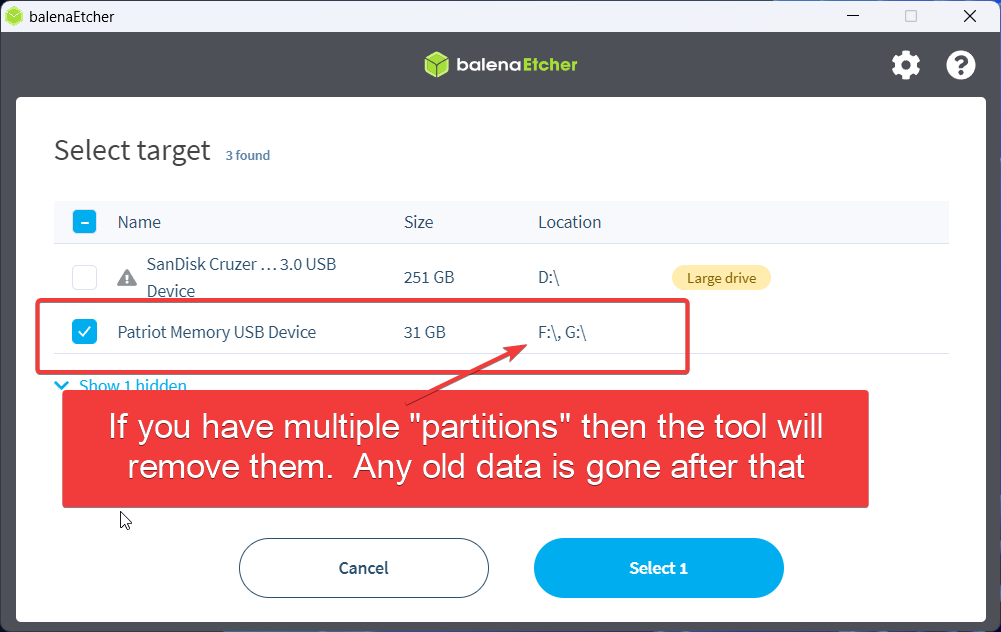 balenaEtcher
balenaEtcher
Select target 3 found
Name Size Location
SanDisk Cruzer ... 3.0 USB
Device 251 GB D:\ Large drive
Patriot Memory USB Device 31 GB F:\, G:\
Show 1 hidden
If you have multiple "partitions" then the tool will
remove them. Any old data is gone after that
Cancel Select 1